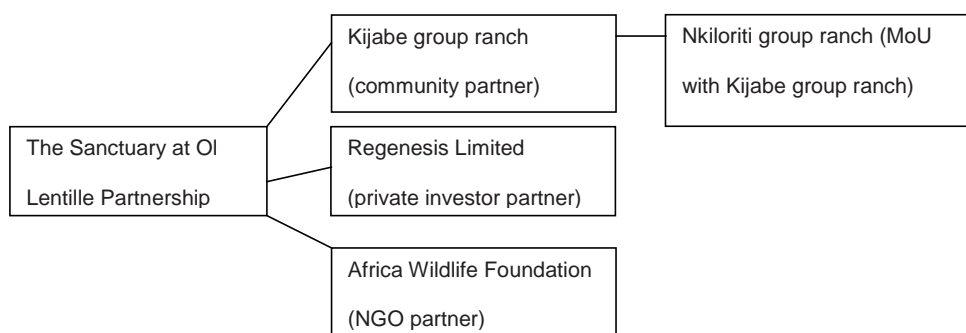 Kijabe group ranch
(community partner)
Nkiloriti group ranch (MoU
with Kijabe group ranch)
The Sanctuary at Ol
Lentille Partnership
Regenesis Limited
(private investor partner)
Africa Wildlife Foundation
(NGO partner)